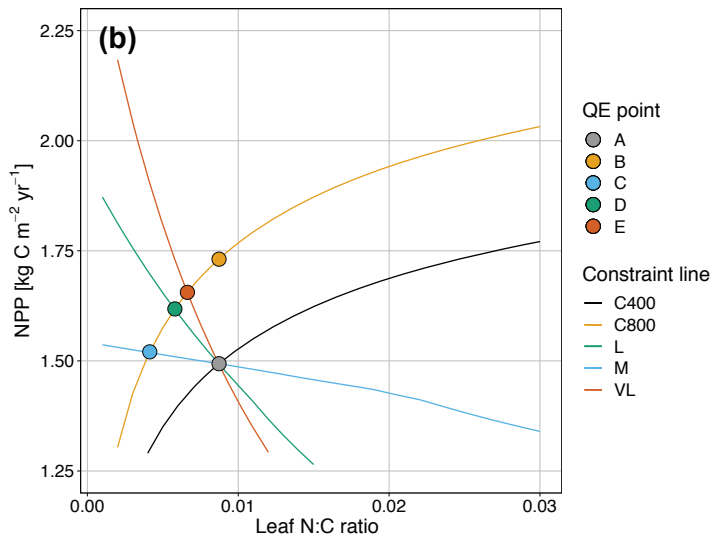 (b)
2.25
2.00
1.75
1.50
1.25
NPP [kg C m⁻² yr⁻¹]
0.00
0.01
0.02
0.03
Leaf N:C ratio
QE point
A
B
C
D
E
Constraint line
C400
C800
L
M
VL